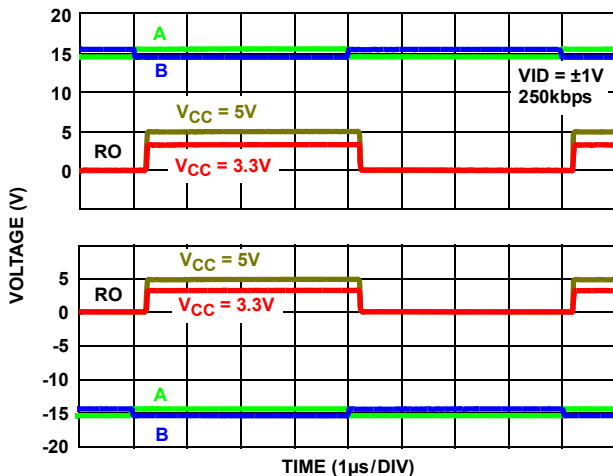 20
15
10
5
0
A
B
VID = ±1V
250kbps
VCC = 5V
RO
VCC = 3.3V
VOLTAGE (V)
5
0
-5
-10
-15
-20
VCC = 5V
RO
VCC = 3.3V
A
B
TIME (1µs/DIV)